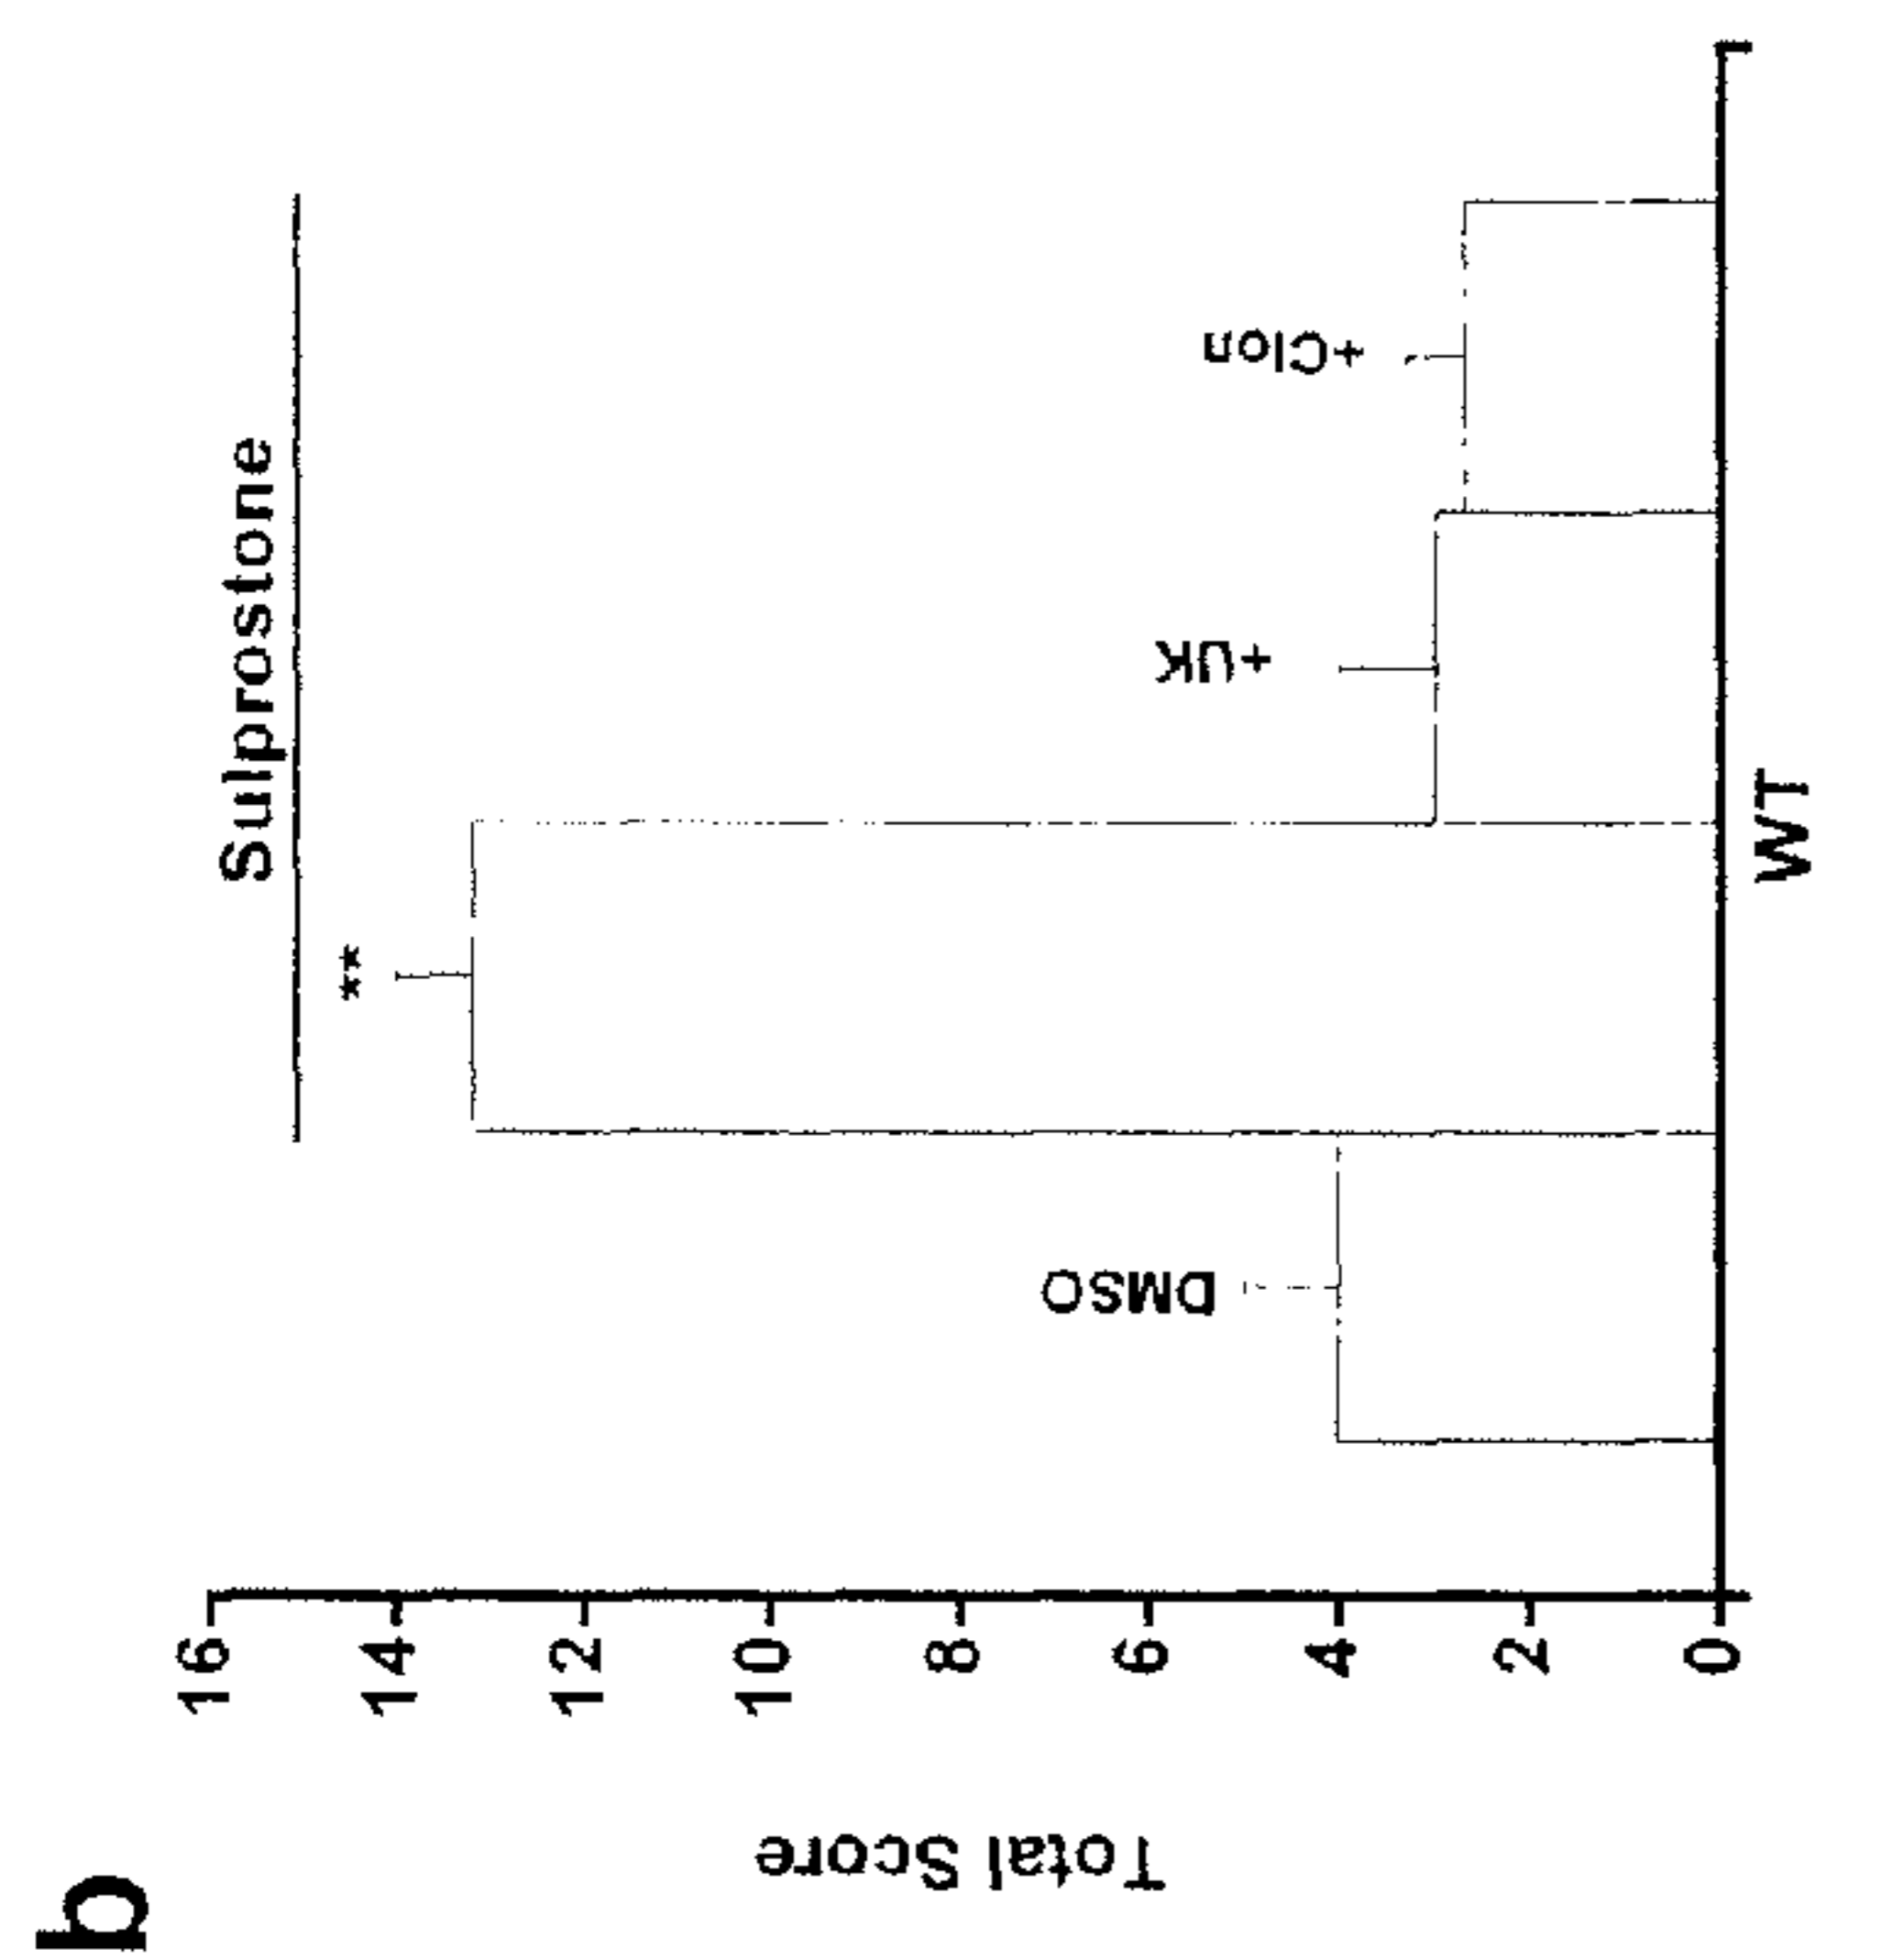 b
Sulprostone
**
DMSO
+UK
+Clon
Total Score
16
14
12
10
8
6
4
2
0
WT